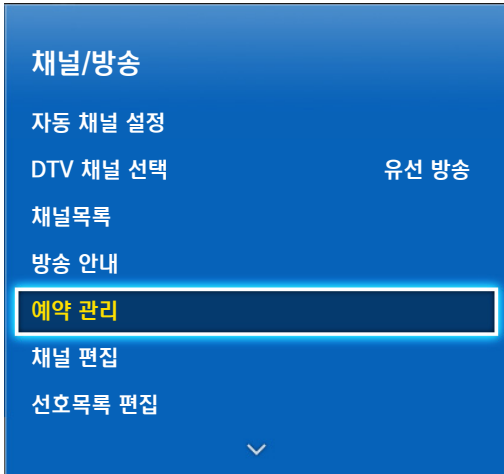 채널/방송
자동 채널 설정
DTV 채널 선택 유선 방송
채널목록
방송 안내
예약 관리
채널 편집
선호목록 편집